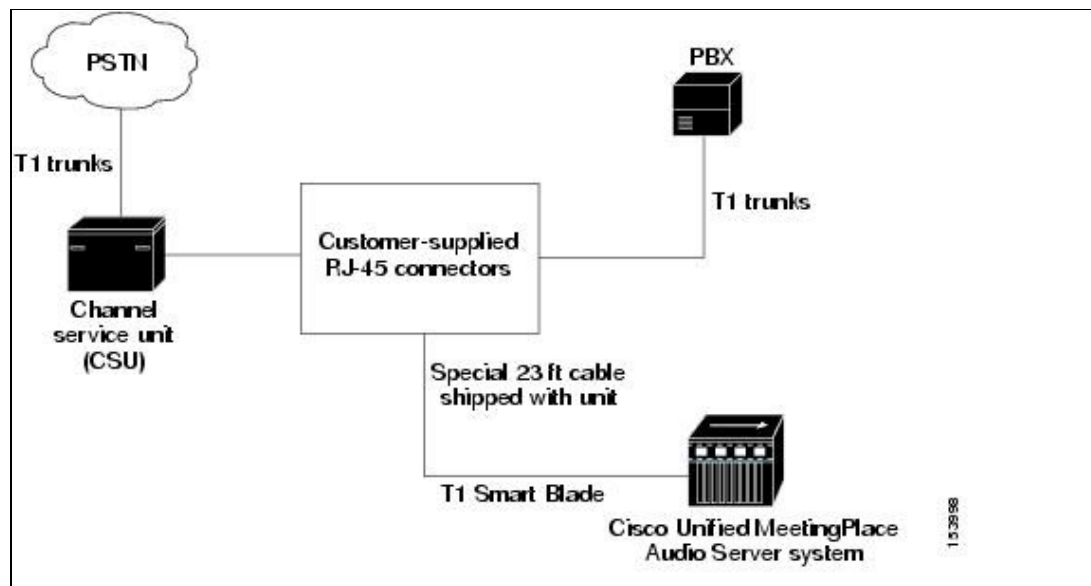 PSTN
PBX
T1 trunks
T1 trunks
Customer-supplied
RJ-45 connectors
Channel
service unit
(CSU)
Special 23 ft cable
shipped with unit
T1 Smart Blade
Cisco Unified MeetingPlace
Audio Server system
153998